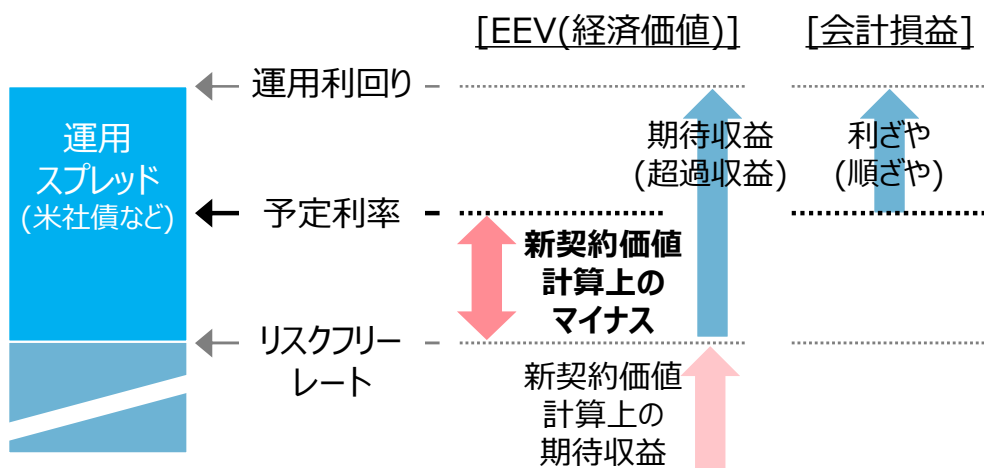 [EEV(経済価値)]
[会計損益]
運用利回り
運用
スプレッド
(米社債など)
期待収益
(超過収益)
利ざや
(順ざや)
予定利率
新契約価値
計算上の
マイナス
リスクフリー
レート
新契約価値
計算上の
期待収益